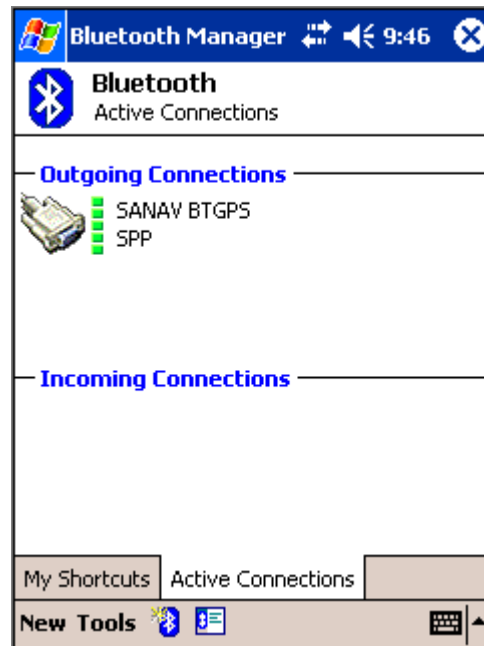 Bluetooth Manager 9:46
Bluetooth
Active Connections
Outgoing Connections
SANAV BTGPS
SPP
Incoming Connections
My Shortcuts Active Connections
New Tools